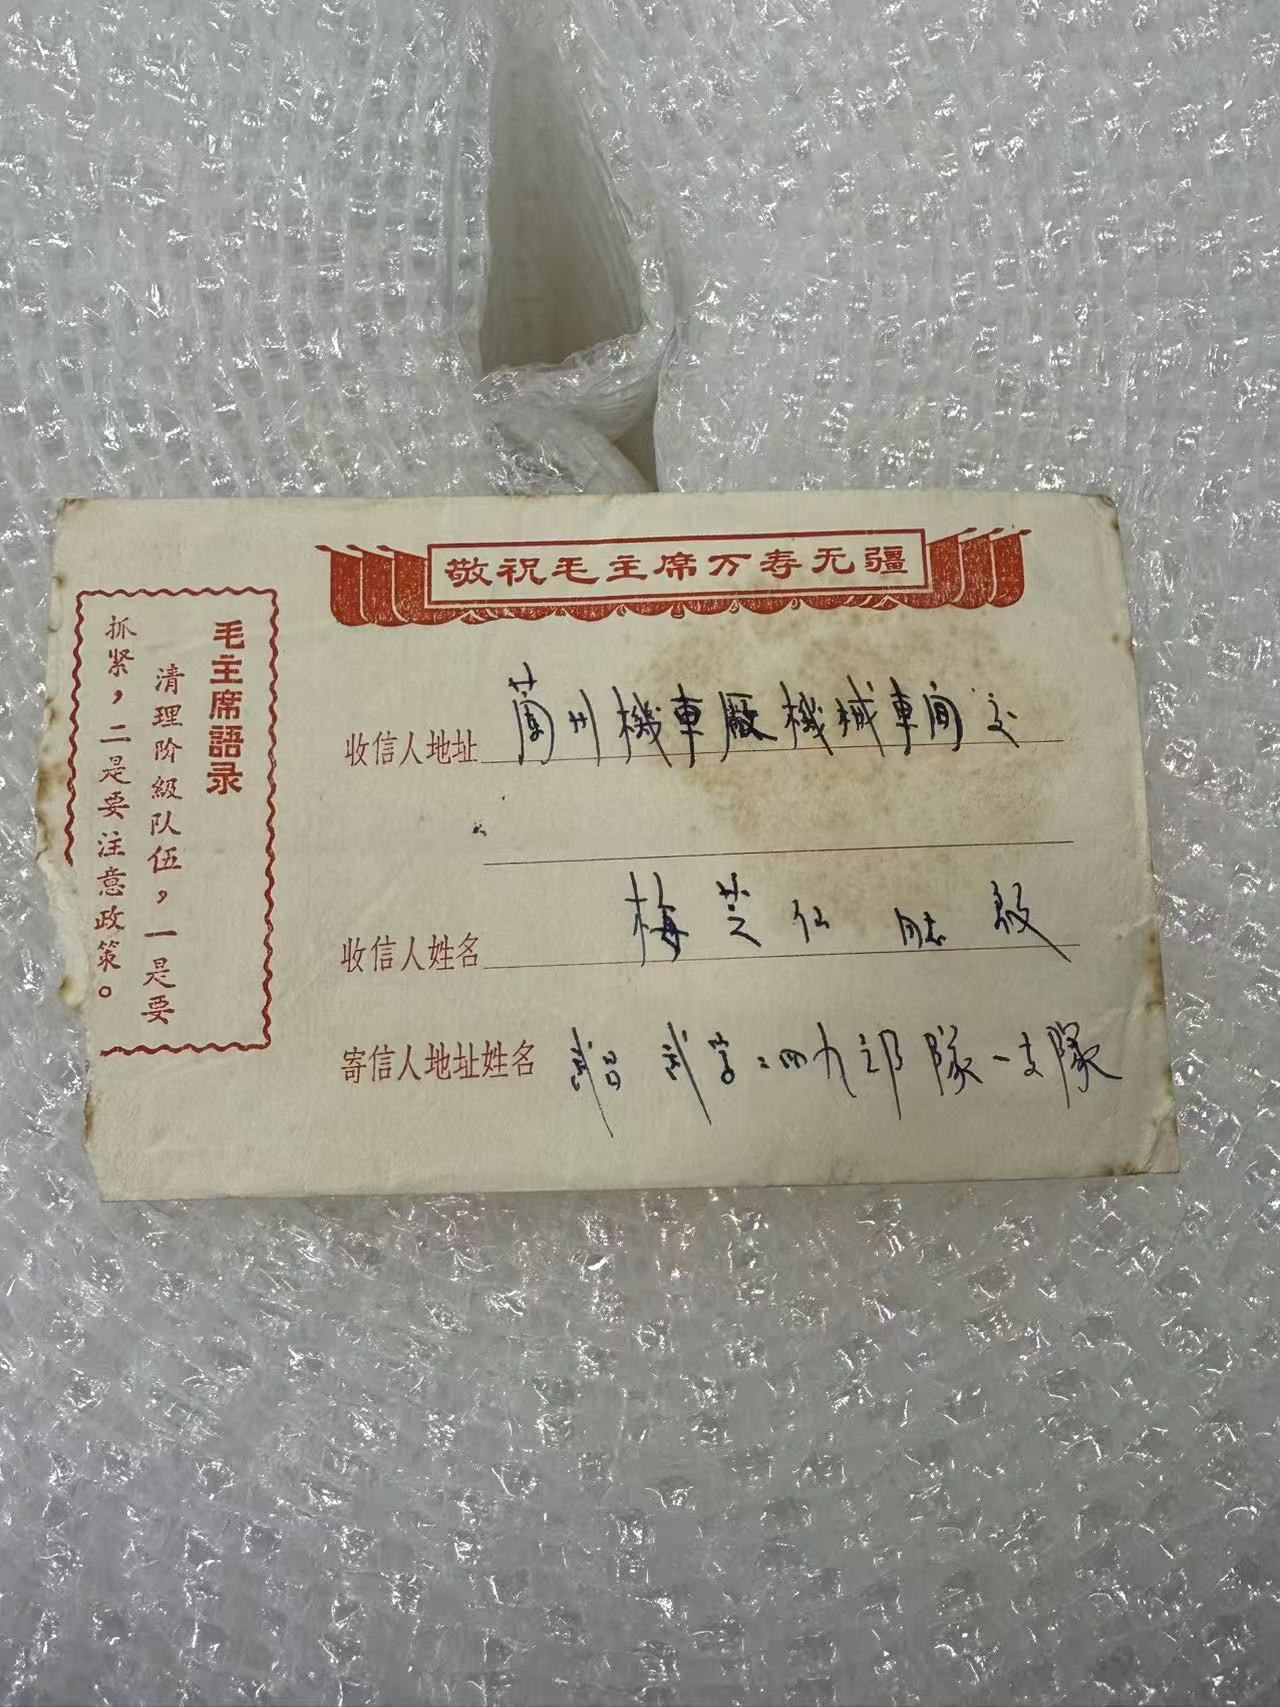 敬祝毛主席万寿无疆
毛主席語录
清理阶級队伍，一是要
抓紧，二是要注意政策。
收信人地址 蘭州機車廠機械車间交
收信人姓名 梅芝仁 同志 啟
寄信人地址姓名 武昌 武字二四九部隊一支隊